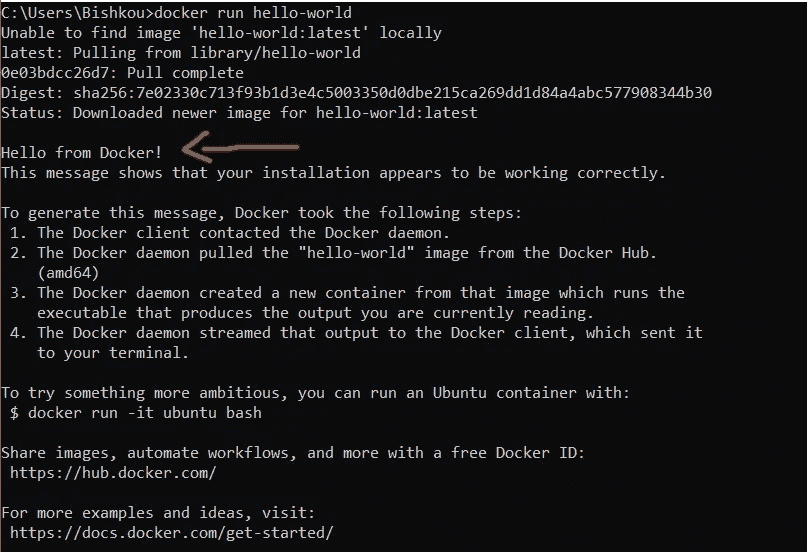 C:\Users\Bishkou>docker run hello-world
Unable to find image 'hello-world:latest' locally
latest: Pulling from library/hello-world
0e03bdcc26d7: Pull complete
Digest: sha256:7e02330c713f93b1d3e4c5003350d0dbe215ca269dd1d84a4abc577908344b30
Status: Downloaded newer image for hello-world:latest
Hello from Docker!
This message shows that your installation appears to be working correctly.
To generate this message, Docker took the following steps:
1. The Docker client contacted the Docker daemon.
2. The Docker daemon pulled the "hello-world" image from the Docker Hub.
(amd64)
3. The Docker daemon created a new container from that image which runs the
executable that produces the output you are currently reading.
4. The Docker daemon streamed that output to the Docker client, which sent it
to your terminal.
To try something more ambitious, you can run an Ubuntu container with:
$ docker run -it ubuntu bash
Share images, automate workflows, and more with a free Docker ID:
https://hub.docker.com/
For more examples and ideas, visit:
https://docs.docker.com/get-started/